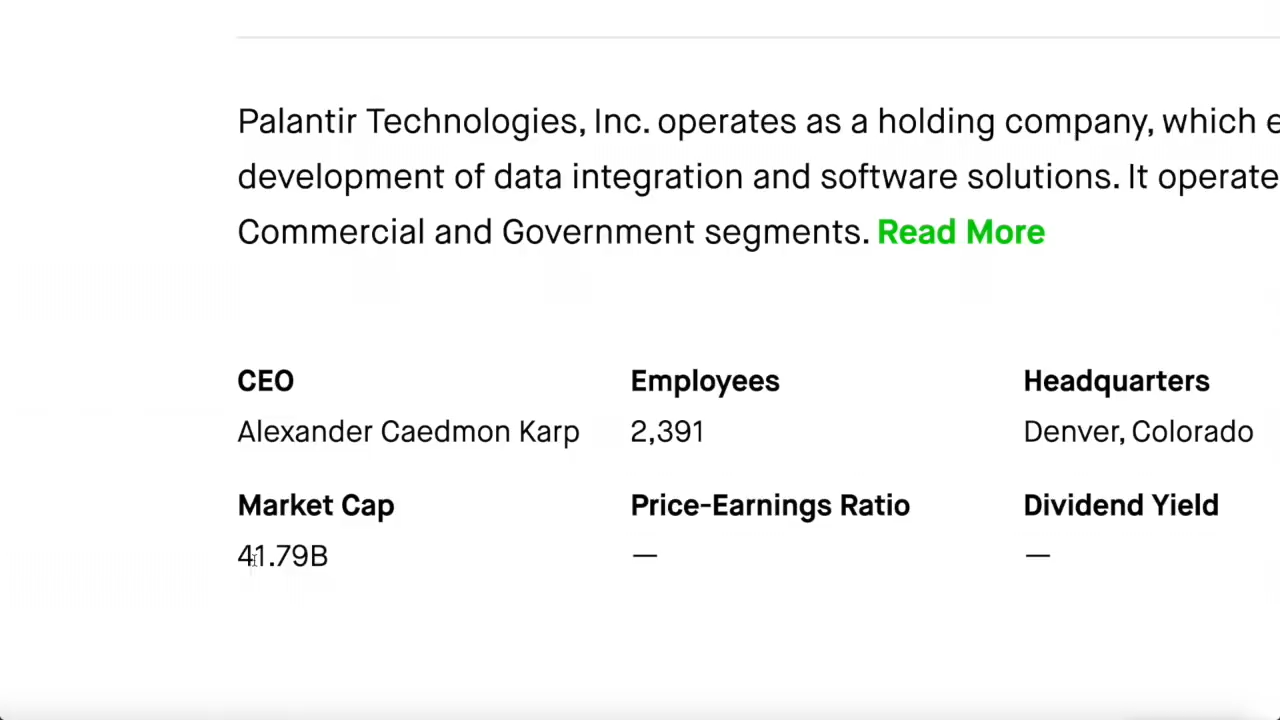 Palantir Technologies, Inc. operates as a holding company, which e
development of data integration and software solutions. It operate
Commercial and Government segments. Read More
CEO
Employees
Headquarters
Alexander Caedmon Karp
2,391
Denver, Colorado
Market Cap
Price-Earnings Ratio
Dividend Yield
41.79B
—
—